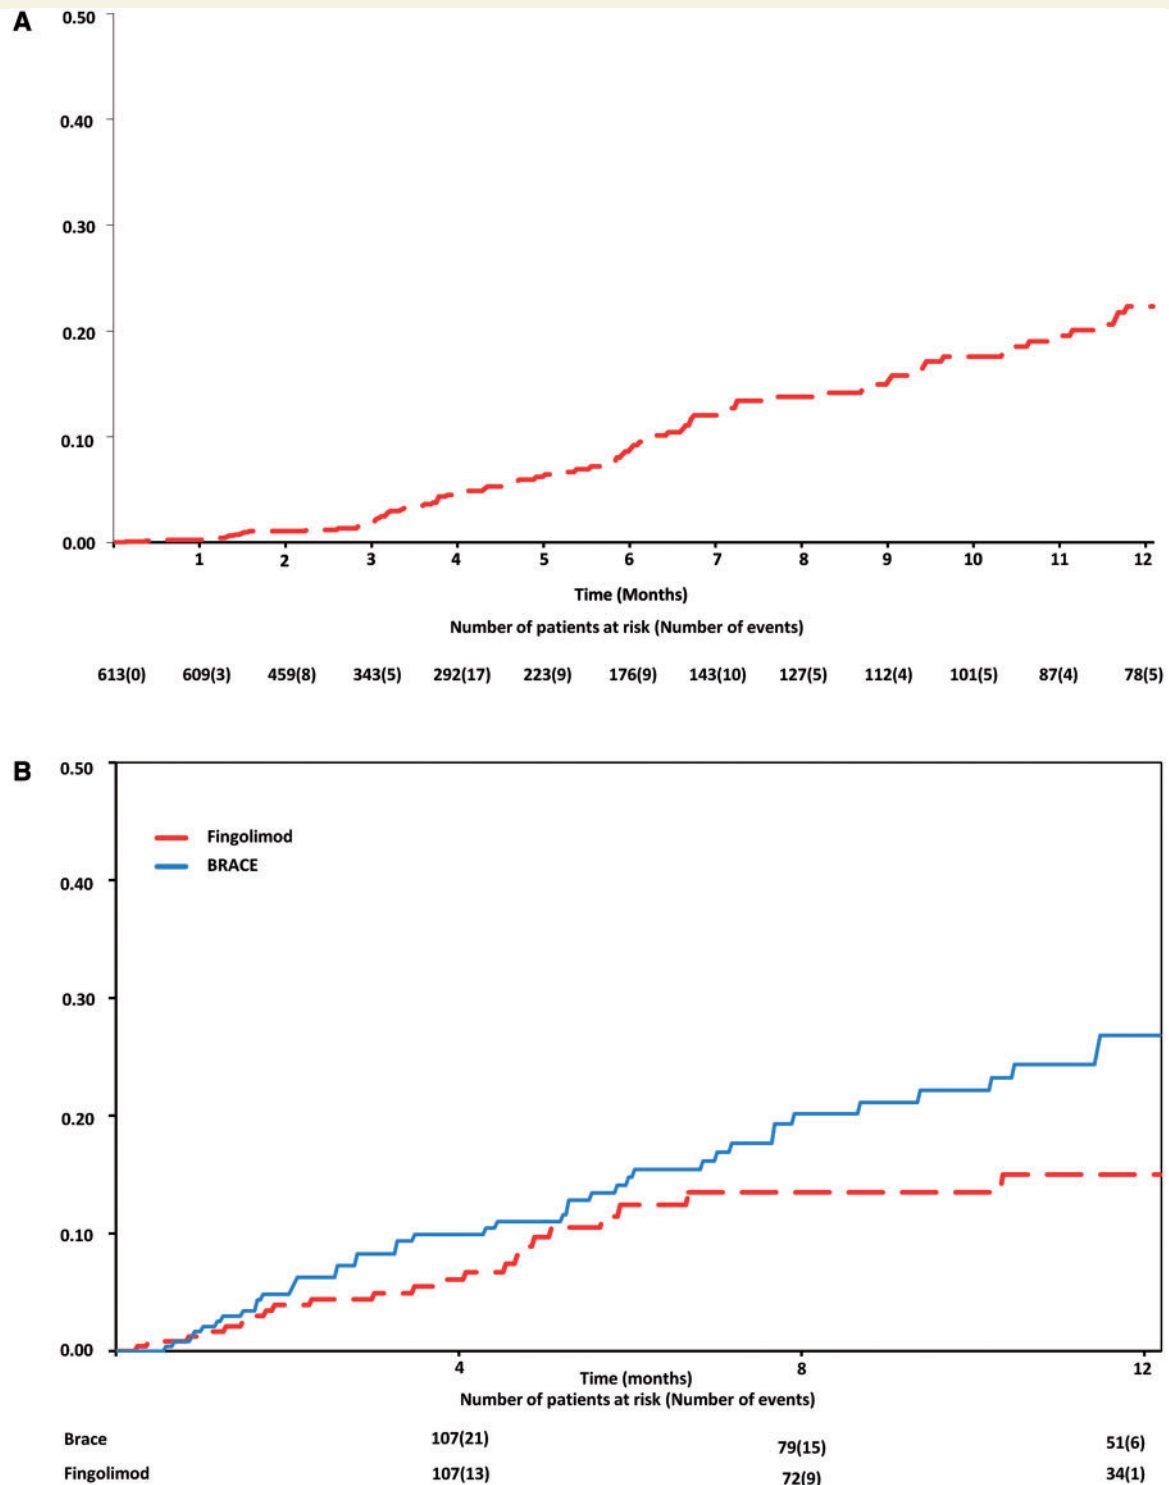 A
0.50
0.40
0.30
0.20
0.10
0.00
1 2 3 4 5 6 7 8 9 10 11 12
Time (Months)
Number of patients at risk (Number of events)
613(0) 609(3) 459(8) 343(5) 292(17) 223(9) 176(9) 143(10) 127(5) 112(4) 101(5) 87(4) 78(5)
B
0.50
Fingolimod
BRACE
0.40
0.30
0.20
0.10
0.00
4 8 12
Time (months)
Number of patients at risk (Number of events)
Brace 107(21) 79(15) 51(6)
Fingolimod 107(13) 72(9) 34(1)